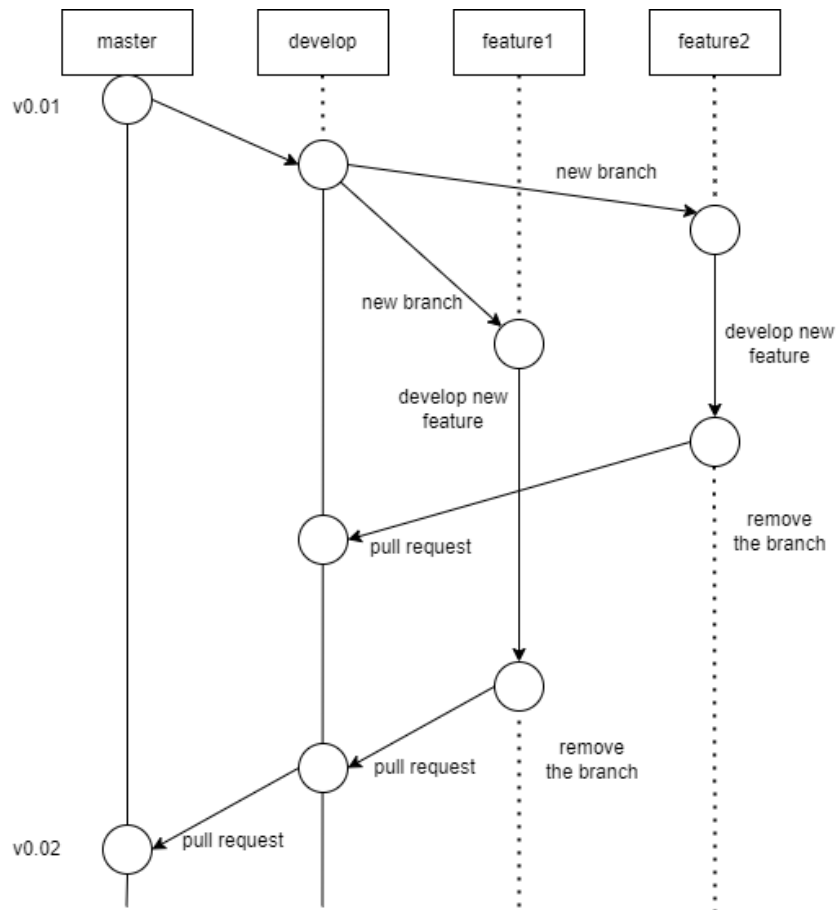 master
develop
feature1
feature2
v0.01
new branch
new branch
develop new
feature
develop new
feature
remove
the branch
pull request
remove
the branch
pull request
pull request
v0.02